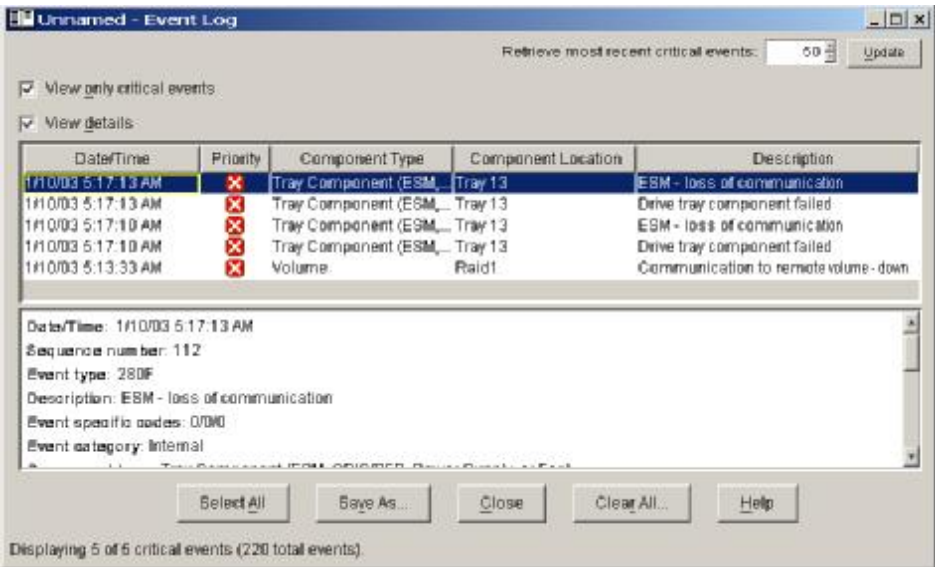 Unnamed - Event Log
Retrieve most recent critical events: 50 Update
View only critical events
View details
Date/Time Priority Component Type Component Location Description
1/10/03 5:17:13 AM Tray Component (ESM,... Tray 13 ESM - loss of communication
1/10/03 5:17:13 AM Tray Component (ESM,... Tray 13 Drive tray component failed
1/10/03 5:17:10 AM Tray Component (ESM,... Tray 13 ESM - loss of communication
1/10/03 5:17:10 AM Tray Component (ESM,... Tray 13 Drive tray component failed
1/10/03 5:13:33 AM Volume Raid1 Communication to remote volume - down
Date/Time: 1/10/03 5:17:13 AM
Sequence number: 112
Event type: 280F
Description: ESM - loss of communication
Event specific codes: 0/0/0
Event category: Internal
Select All Save As... Close Clear All... Help
Displaying 5 of 5 critical events (220 total events).